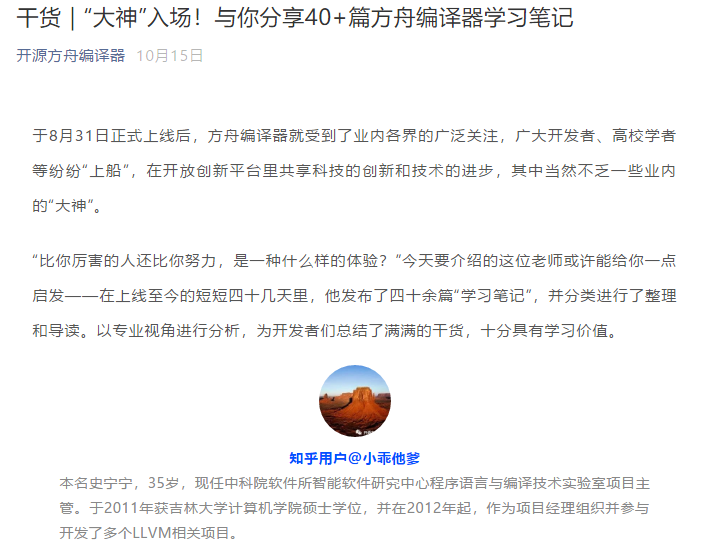 干货 | “大神”入场！与你分享40+篇方舟编译器学习笔记
开源方舟编译器 10月15日
于8月31日正式上线后，方舟编译器就受到了业内各界的广泛关注，广大开发者、高校学者
等纷纷“上船”，在开放创新平台里共享科技的创新和技术的进步，其中当然不乏一些业内
的“大神”。
“比你厉害的人还比你努力，是一种什么样的体验？”今天要介绍的这位老师或许能给你一点
启发——在上线至今的短短四十几天里，他发布了四十余篇“学习笔记”，并分类进行了整理
和导读。以专业视角进行分析，为开发者们总结了满满的干货，十分具有学习价值。
知乎用户@小乖他爹
本名史宁宁，35岁，现任中科院软件所智能软件研究中心程序语言与编译技术实验室项目主
管。于2011年获吉林大学计算机学院硕士学位，并在2012年起，作为项目经理组织并参与
开发了多个LLVM相关项目。